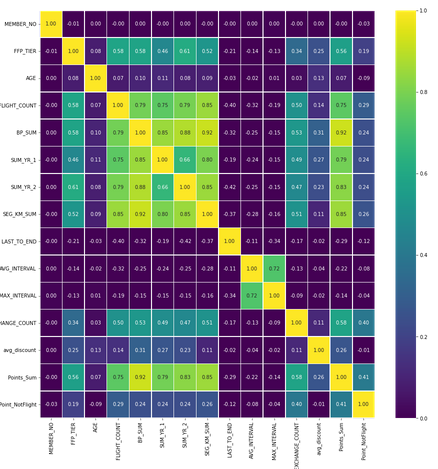 MEMBER_NO 1.00 -0.01 0.00 0.00 -0.00 -0.00 -0.00 -0.00 -0.00 0.00 0.00 -0.00 0.00 -0.00 -0.03
FFP_TIER -0.01 1.00 0.08 0.58 0.58 0.46 0.61 0.52 -0.21 -0.14 -0.13 0.34 0.25 0.56 0.19
AGE 0.00 0.08 1.00 0.07 0.10 0.11 0.08 0.09 -0.03 -0.02 0.01 0.03 0.13 0.07 -0.09
FLIGHT_COUNT 0.00 0.58 0.07 1.00 0.79 0.75 0.79 0.85 -0.40 -0.32 -0.19 0.50 0.14 0.75 0.29
BP_SUM -0.00 0.58 0.10 0.79 1.00 0.85 0.88 0.92 -0.32 -0.25 -0.15 0.53 0.31 0.92 0.24
SUM_YR_1 -0.00 0.46 0.11 0.75 0.85 1.00 0.66 0.80 -0.19 -0.24 -0.15 0.49 0.27 0.79 0.24
SUM_YR_2 -0.00 0.61 0.08 0.79 0.88 0.66 1.00 0.85 -0.42 -0.25 -0.15 0.47 0.23 0.83 0.24
SEG_KM_SUM -0.00 0.52 0.09 0.85 0.92 0.80 0.85 1.00 -0.37 -0.28 -0.16 0.51 0.11 0.85 0.26
LAST_TO_END -0.00 -0.21 -0.03 -0.40 -0.32 -0.19 -0.42 -0.37 1.00 -0.11 -0.34 -0.17 -0.02 -0.29 -0.12
AVG_INTERVAL 0.00 -0.14 -0.02 -0.32 -0.25 -0.24 -0.25 -0.28 -0.11 1.00 0.72 -0.13 -0.04 -0.22 -0.08
MAX_INTERVAL 0.00 -0.13 0.01 -0.19 -0.15 -0.15 -0.15 -0.16 -0.34 0.72 1.00 -0.09 -0.02 -0.14 -0.04
CHANGE_COUNT -0.00 0.34 0.03 0.50 0.53 0.49 0.47 0.51 -0.17 -0.13 -0.09 1.00 0.11 0.58 0.40
avg_discount 0.00 0.25 0.13 0.14 0.31 0.27 0.23 0.11 -0.02 -0.04 -0.02 0.11 1.00 0.26 -0.01
Points_Sum -0.00 0.56 0.07 0.75 0.92 0.79 0.83 0.85 -0.29 -0.22 -0.14 0.58 0.26 1.00 0.41
Point_NotFlight -0.03 0.19 -0.09 0.29 0.24 0.24 0.24 0.26 -0.12 -0.08 -0.04 0.40 -0.01 0.41 1.00
MEMBER_NO
FFP_TIER
AGE
FLIGHT_COUNT
BP_SUM
SUM_YR_1
SUM_YR_2
SEG_KM_SUM
LAST_TO_END
AVG_INTERVAL
MAX_INTERVAL
EXCHANGE_COUNT
avg_discount
Points_Sum
Point_NotFlight
1.0
0.8
0.6
0.4
0.2
0.0